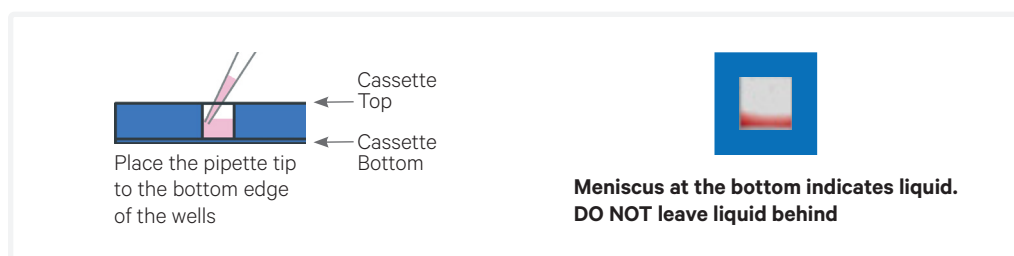 Cassette
Top
Cassette
Bottom
Place the pipette tip
to the bottom edge
of the wells
Meniscus at the bottom indicates liquid.
DO NOT leave liquid behind